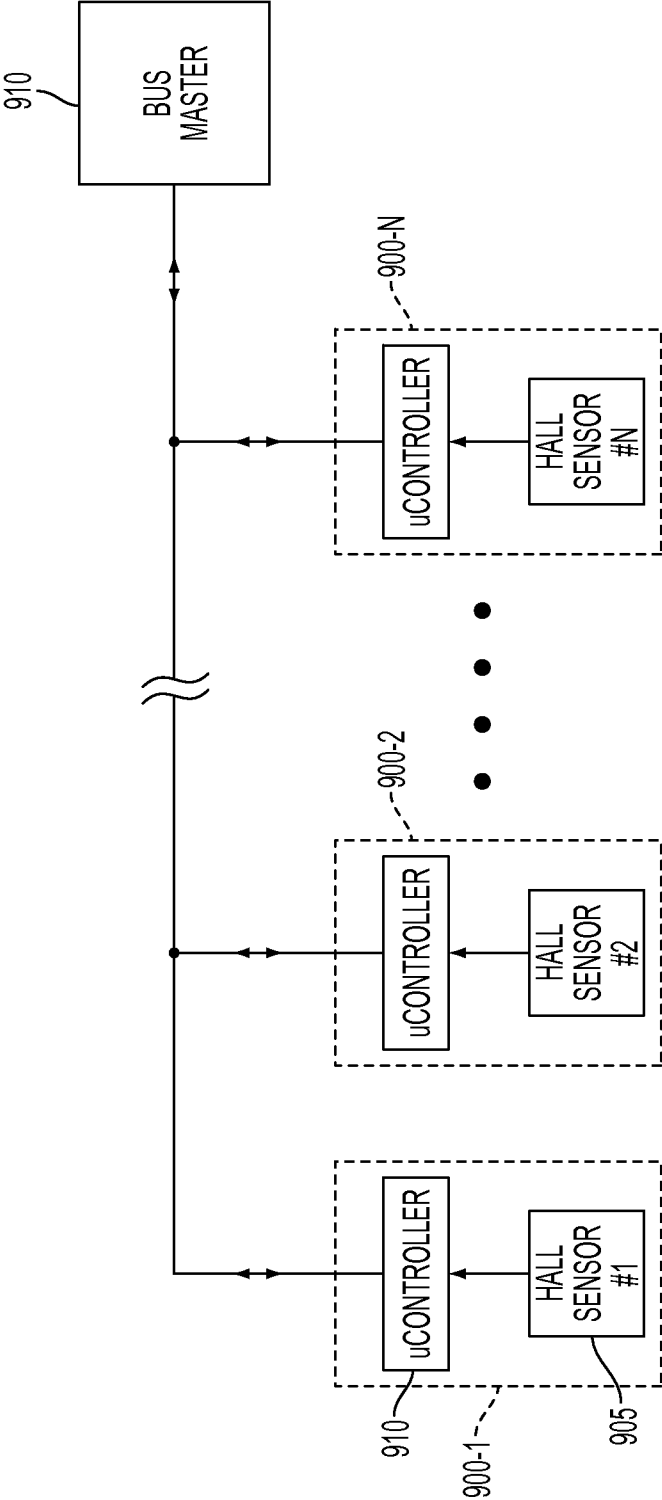 910
BUS
MASTER
900-N
uCONTROLLER
HALL
SENSOR
#N
900-2
uCONTROLLER
HALL
SENSOR
#2
uCONTROLLER
HALL
SENSOR
#1
910
900-1
905